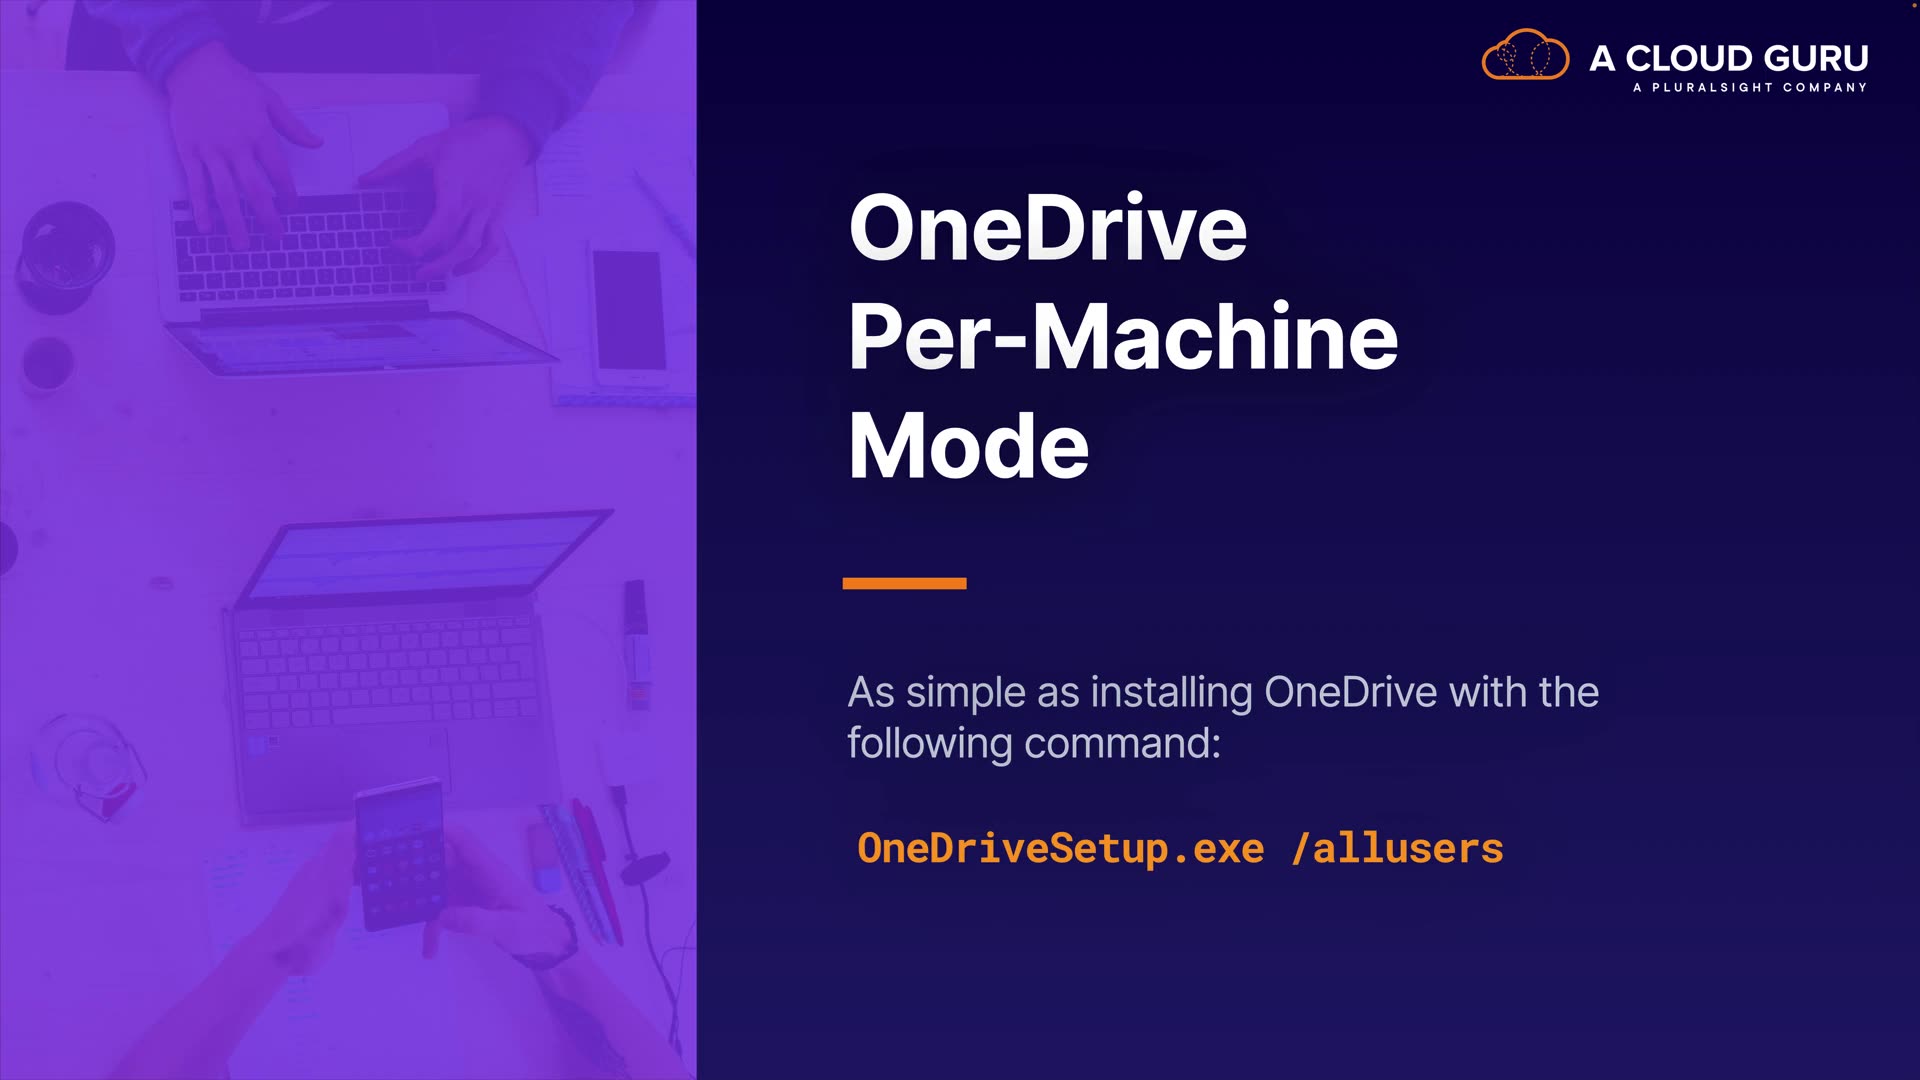 A CLOUD GURU
A PLURALSIGHT COMPANY
OneDrive
Per-Machine
Mode
As simple as installing OneDrive with the
following command:
OneDriveSetup.exe /allusers